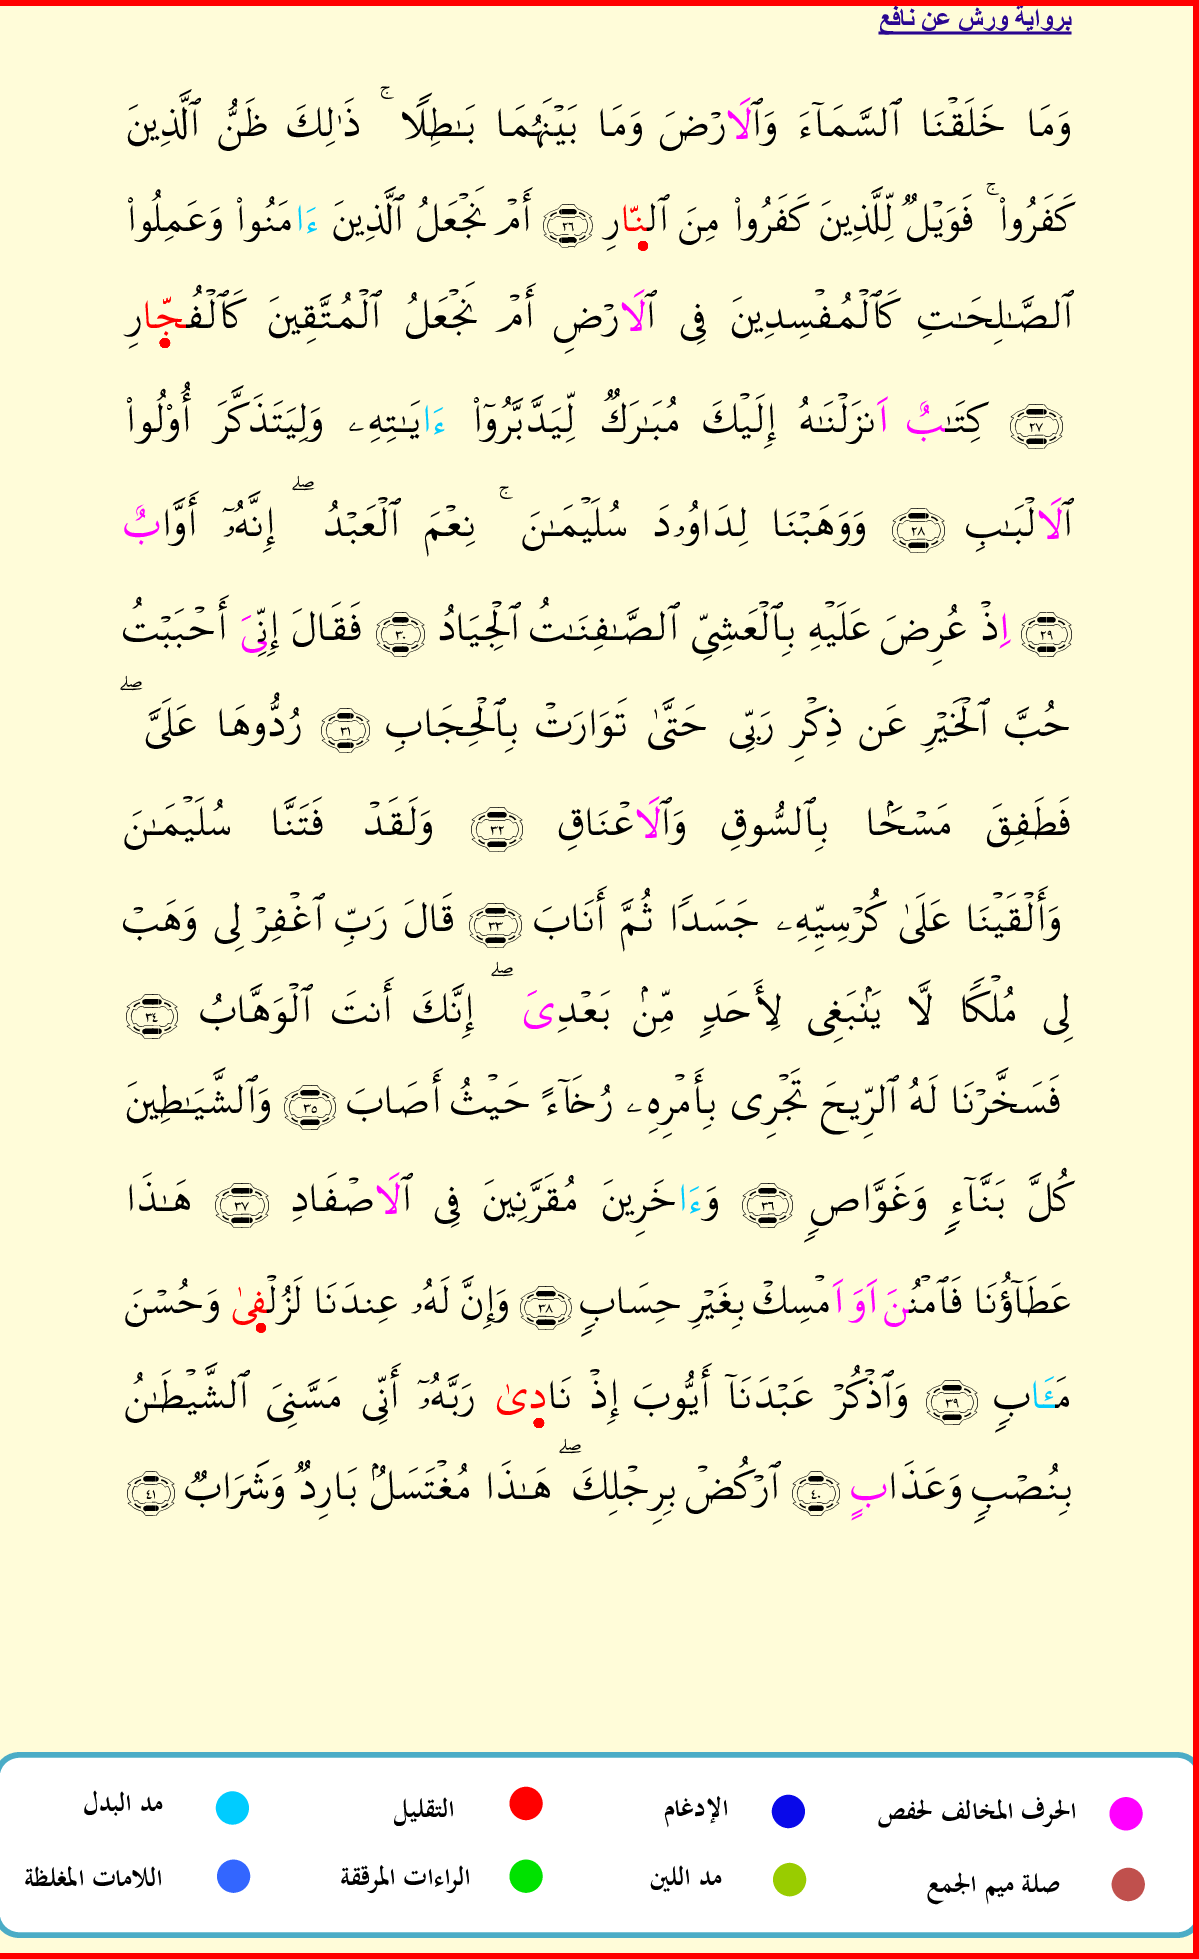 برواية ورش عن نافع
وَمَا خَلَقْنَا اَ۬لسَّمَآءَ وَالَارْضَ وَمَا بَيْنَهُمَا بَٰطِلًا ۚ ذَٰلِكَ ظَنُّ اُ۬لَّذِينَ
كَفَرُواْ ۚ فَوَيْلٌ لِّلَّذِينَ كَفَرُواْ مِنَ ٱلنّارِ ٢٦ أَمْ نَجْعَلُ ٱلَّذِينَ ءَامَنُواْ وَعَمِلُواْ
ٱلصَّٰلِحَٰتِ كَٱلْمُفْسِدِينَ فِى ٱلَارْضِ أَمْ نَجْعَلُ ٱلْمُتَّقِينَ كَٱلْفُجّارِ
٢٧ كِتَٰبٌ اَنزَلْنَٰهُ إِلَيْكَ مُبَٰرَكٌ لِّيَدَّبَّرُوٓاْ ءَايَٰتِهِۦ وَلِيَتَذَكَّرَ أُوْلُواْ
ٱلَالْبَٰبِ ٢٨ وَوَهَبْنَا لِدَاوُۥدَ سُلَيْمَٰنَ ۚ نِعْمَ ٱلْعَبْدُ ۖ إِنَّهُۥٓ أَوَّابٌ
٢٩ اِذْ عُرِضَ عَلَيْهِ بِٱلْعَشِىِّ ٱلصَّٰفِنَٰتُ ٱلْجِيَادُ ٣٠ فَقَالَ إِنِّىَ أَحْبَبْتُ
حُبَّ ٱلْخَيْرِ عَن ذِكْرِ رَبِّى حَتَّىٰ تَوَارَتْ بِٱلْحِجَابِ ٣١ رُدُّوهَا عَلَىَّ ۖ
فَطَفِقَ مَسْحًۢا بِٱلسُّوقِ وَٱلَاعْنَاقِ ٣٢ وَلَقَدْ فَتَنَّا سُلَيْمَٰنَ
وَأَلْقَيْنَا عَلَىٰ كُرْسِيِّهِۦ جَسَدًا ثُمَّ أَنَابَ ٣٣ قَالَ رَبِّ ٱغْفِرْ لِى وَهَبْ
لِى مُلْكًا لَّا يَنۢبَغِى لِأَحَدٍ مِّنۢ بَعْدِىَ ۖ إِنَّكَ أَنتَ ٱلْوَهَّابُ ٣٤
فَسَخَّرْنَا لَهُ ٱلرِّيحَ تَجْرِى بِأَمْرِهِۦ رُخَآءً حَيْثُ أَصَابَ ٣٥ وَٱلشَّيَٰطِينَ
كُلَّ بَنَّآءٍ وَغَوَّاصٍ ٣٦ وَءَاخَرِينَ مُقَرَّنِينَ فِى ٱلَاصْفَادِ ٣٧ هَٰذَا
عَطَآؤُنَا فَٱمْنُنَ اَوَ اَمْسِكْ بِغَيْرِ حِسَابٍ ٣٨ وَإِنَّ لَهُۥ عِندَنَا لَزُلْفِىٰ وَحُسْنَ
مَـَٔابٍ ٣٩ وَٱذْكُرْ عَبْدَنَآ أَيُّوبَ إِذْ نَادِىٰ رَبَّهُۥٓ أَنِّى مَسَّنِىَ ٱلشَّيْطَٰنُ
بِنُصْبٍ وَعَذَابٍ ٤٠ ٱرْكُضْ بِرِجْلِكَ ۖ هَٰذَا مُغْتَسَلٌۢ بَارِدٌ وَشَرَابٌ ٤١
الحرف المخالف لحفص الإدغام التقليل مد البدل
صلة ميم الجمع مد اللين الراءات المرققة اللامات المغلظة